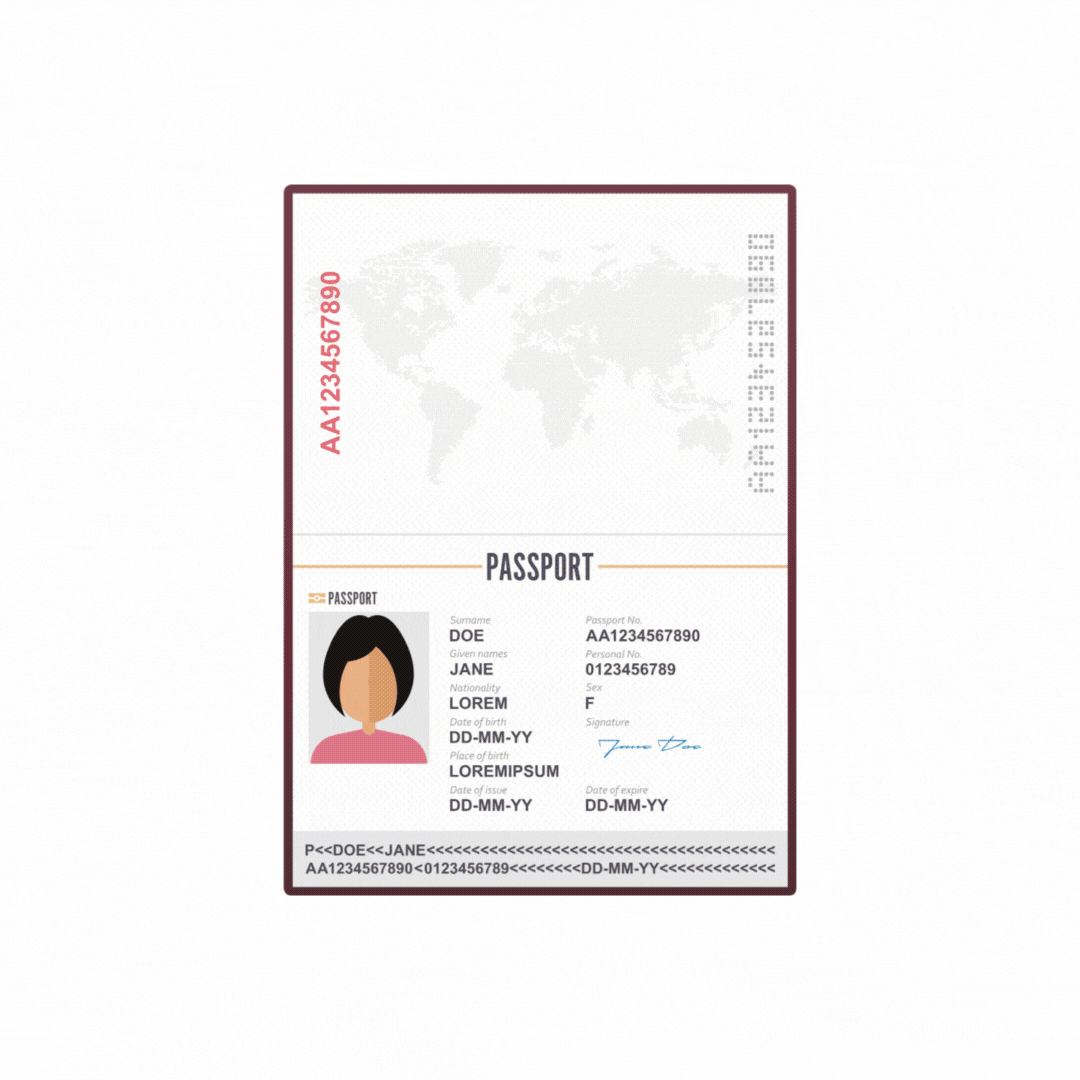 AA1234567890
AA1234567890
PASSPORT
PASSPORT
Surname
DOE
Given names
JANE
Nationality
LOREM
Date of birth
DD-MM-YY
Place of birth
LOREMIPSUM
Date of issue
DD-MM-YY
Passport No.
AA1234567890
Personal No.
0123456789
Sex
F
Signature
Jane Doe
Date of expire
DD-MM-YY
P<<DOE<<JANE<<<<<<<<<<<<<<<<<<<<<<<<<<<<<<<<<<<<<<<
AA1234567890<0123456789<<<<<<<<DD-MM-YY<<<<<<<<<<<<<